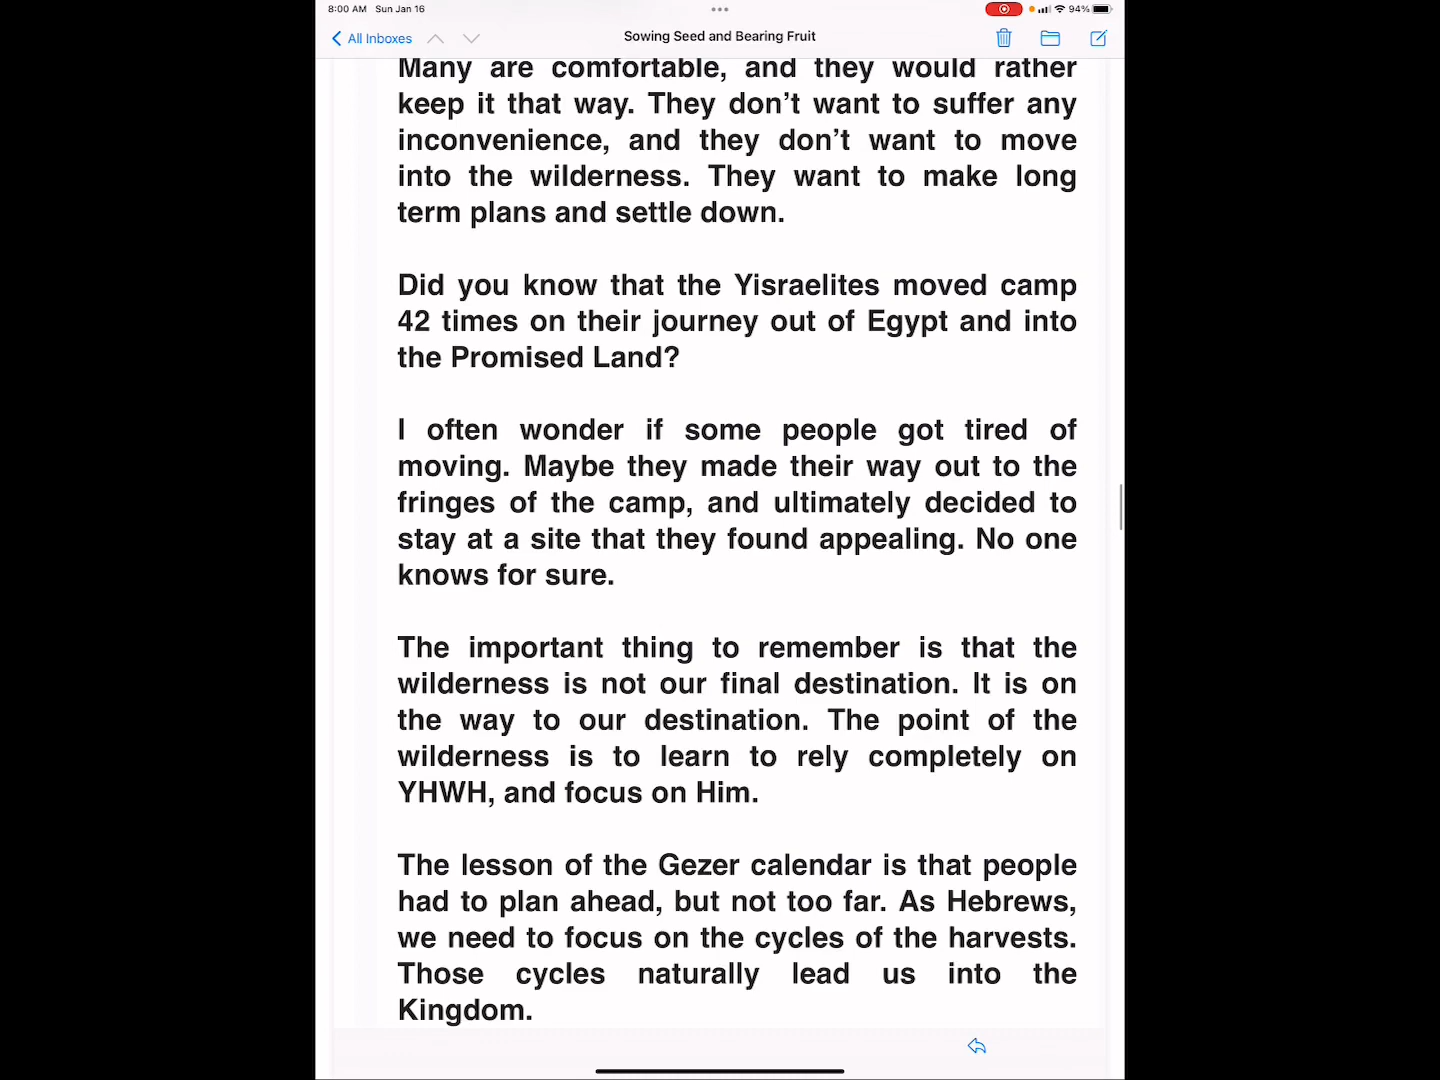 8:00 AM Sun Jan 16
94%
All Inboxes
Sowing Seed and Bearing Fruit
Many are comfortable, and they would rather
keep it that way. They don’t want to suffer any
inconvenience, and they don’t want to move
into the wilderness. They want to make long
term plans and settle down.
Did you know that the Yisraelites moved camp
42 times on their journey out of Egypt and into
the Promised Land?
I often wonder if some people got tired of
moving. Maybe they made their way out to the
fringes of the camp, and ultimately decided to
stay at a site that they found appealing. No one
knows for sure.
The important thing to remember is that the
wilderness is not our final destination. It is on
the way to our destination. The point of the
wilderness is to learn to rely completely on
YHWH, and focus on Him.
The lesson of the Gezer calendar is that people
had to plan ahead, but not too far. As Hebrews,
we need to focus on the cycles of the harvests.
Those cycles naturally lead us into the
Kingdom.